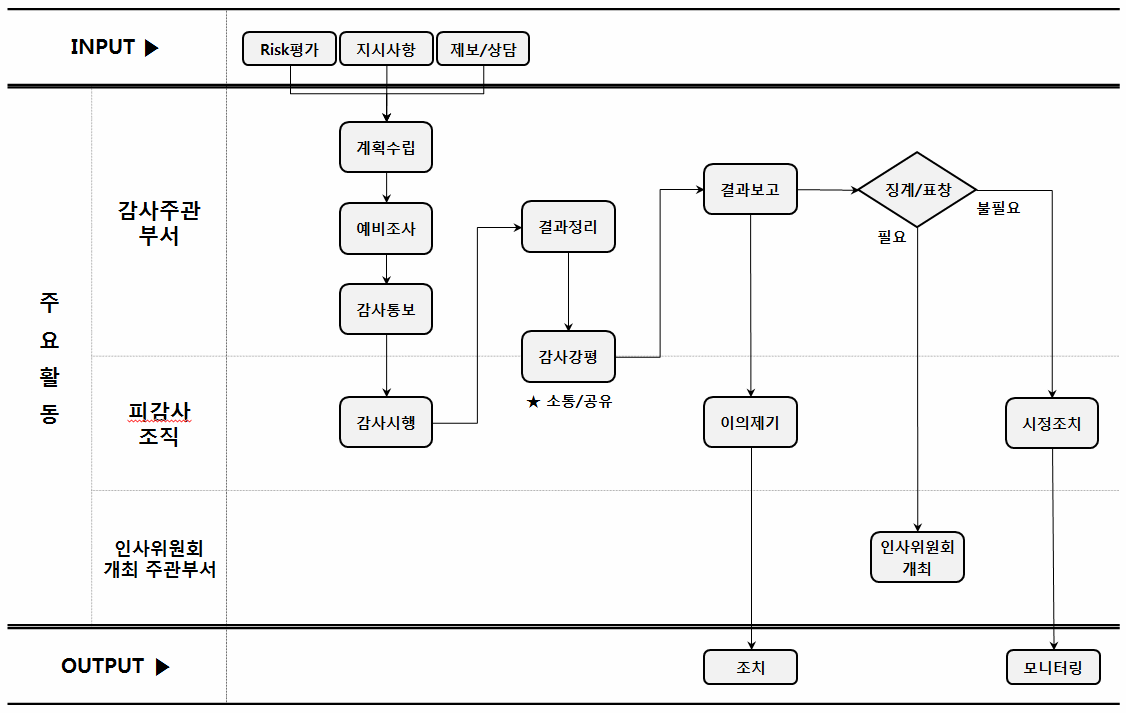 INPUT ▶
Risk평가
지시사항
제보/상담
주
요
활
동
감사주관
부서
계획수립
예비조사
감사통보
결과정리
결과보고
징계/표창
불필요
필요
피감사
조직
감사시행
감사강평
★ 소통/공유
이의제기
시정조치
인사위원회
개최 주관부서
인사위원회
개최
OUTPUT ▶
조치
모니터링